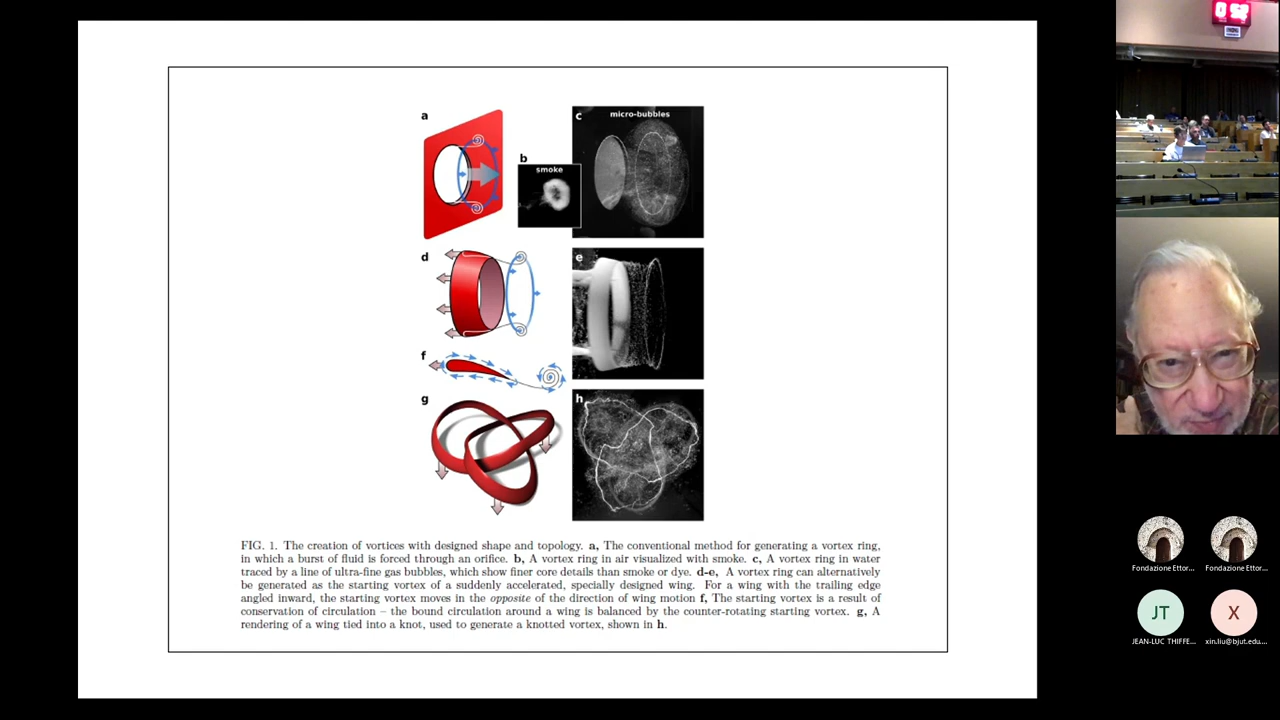 a
c
micro-bubbles
b
smoke
d
e
f
g
h
FIG. 1. The creation of vortices with designed shape and topology. a, The conventional method for generating a vortex ring,
in which a burst of fluid is forced through an orifice. b, A vortex ring in air visualized with smoke. c, A vortex ring in water
traced by a line of ultra-fine gas bubbles, which show finer core details than smoke or dye. d-e, A vortex ring can alternatively
be generated as the starting vortex of a suddenly accelerated, specially designed wing. For a wing with the trailing edge
angled inward, the starting vortex moves in the opposite of the direction of wing motion f, The starting vortex is a result of
conservation of circulation – the bound circulation around a wing is balanced by the counter-rotating starting vortex. g, A
rendering of a wing tied into a knot, used to generate a knotted vortex, shown in h.
Fondazione Ettor...
Fondazione Ettor...
JT
X
JEAN-LUC THIFFE...
xin.liu@bjut.edu....